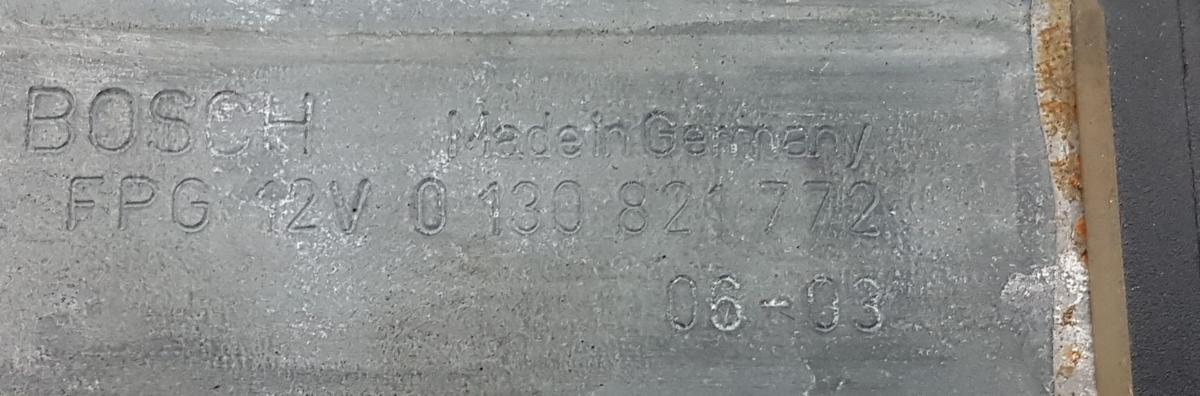 BOSCH Made in Germany
FPG 12V 0 130 821 772
06-03